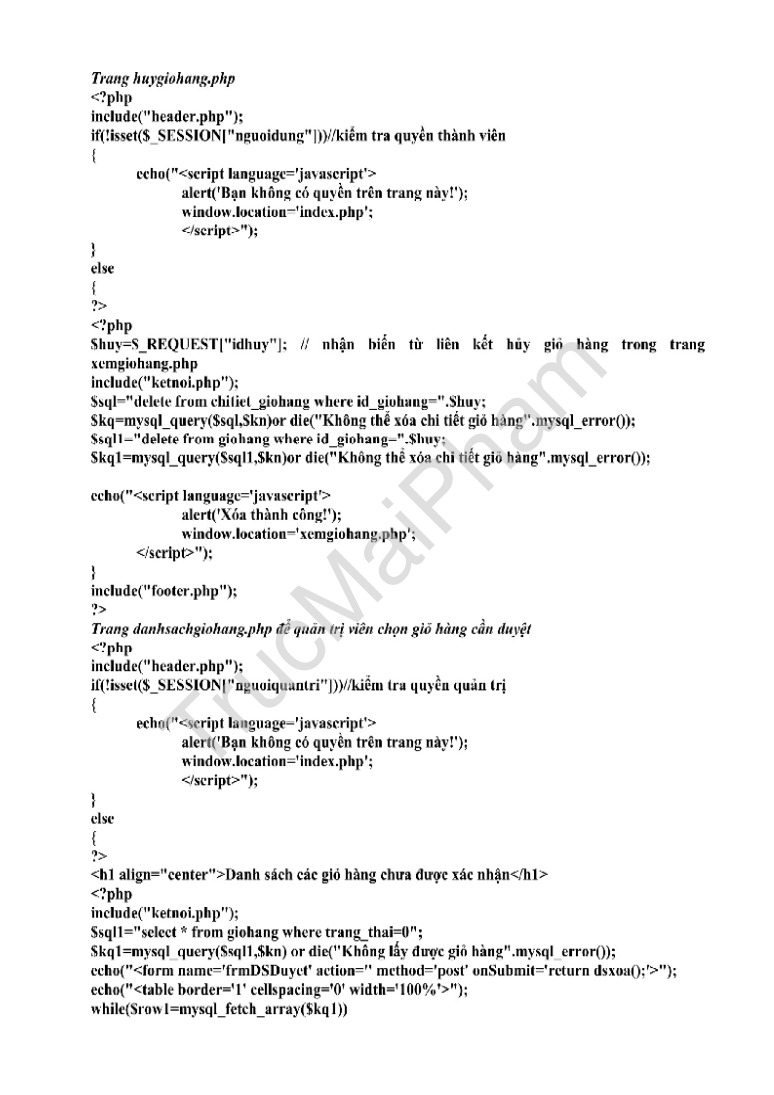 Trang huygiohang.php
<?php
include("header.php");
if(!isset($_SESSION["nguoidung"]))//kiểm tra quyền thành viên
{
echo("<script language='javascript'>
alert('Bạn không có quyền trên trang này!');
window.location='index.php';
</script>");
}
else
{
?>
<?php
$huy=$_REQUEST["idhuy"]; // nhận biến từ liên kết hủy giỏ hàng trong trang
xemgiohang.php
include("ketnoi.php");
$sql="delete from chitiet_giohang where id_giohang=".$huy;
$kq=mysql_query($sql,$kn)or die("Không thể xóa chi tiết giỏ hàng".mysql_error());
$sql1="delete from giohang where id_giohang=".$huy;
$kq1=mysql_query($sql1,$kn)or die("Không thể xóa chi tiết giỏ hàng".mysql_error());
echo("<script language='javascript'>
alert('Xóa thành công!');
window.location='xemgiohang.php';
</script>");
}
include("footer.php");
?>
Trang danhsachgiohang.php để quản trị viên chọn giỏ hàng cần duyệt
<?php
include("header.php");
if(!isset($_SESSION["nguoiquantri"]))//kiểm tra quyền quản trị
{
echo("<script language='javascript'>
alert('Bạn không có quyền trên trang này!');
window.location='index.php';
</script>");
}
else
{
?>
<h1 align="center">Danh sách các giỏ hàng chưa được xác nhận</h1>
<?php
include("ketnoi.php");
$sql1="select * from giohang where trang_thai=0";
$kq1=mysql_query($sql1,$kn) or die("Không lấy được giỏ hàng".mysql_error());
echo("<form name='frmDSDuyet' action='' method='post' onSubmit='return dsxoa();'>");
echo("<table border='1' cellspacing='0' width='100%'>");
while($row1=mysql_fetch_array($kq1))
TrucMaiPham